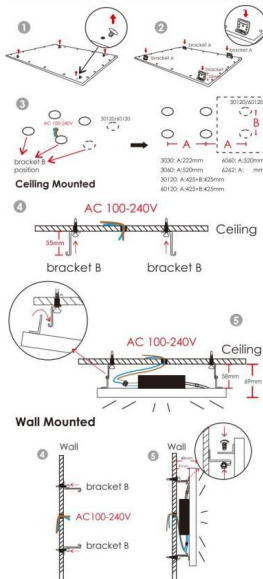 1
2
bracket A
bracket A
bracket A
bracket A
3
30120/60120
AC 100-240V
bracket B
position
30120/60120
A
A
B
3030: A:222mm
6060: A:520mm
3060: A:520mm
6262: A: mm
30120: A:425+B:425mm
60120: A:425+B:425mm
Ceiling Mounted
4
AC 100-240V
Ceiling
35mm
bracket B
bracket B
5
AC 100-240V
Ceiling
58mm
69mm
Wall Mounted
4
Wall
bracket B
AC100-240V
bracket B
5
Wall